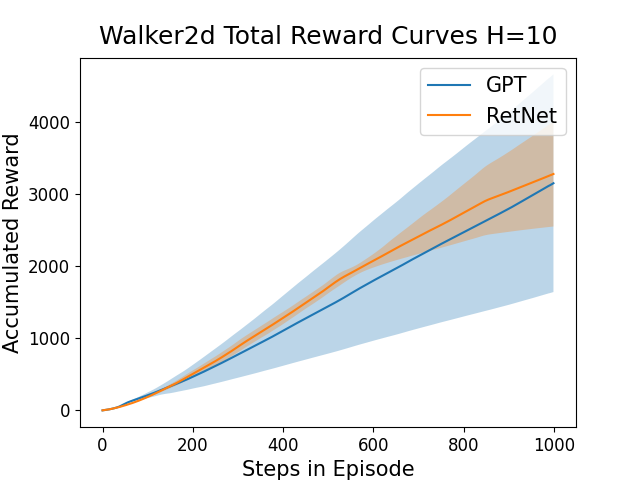 Walker2d Total Reward Curves H=10
GPT
RetNet
Accumulated Reward
4000
3000
2000
1000
0
0 200 400 600 800 1000
Steps in Episode